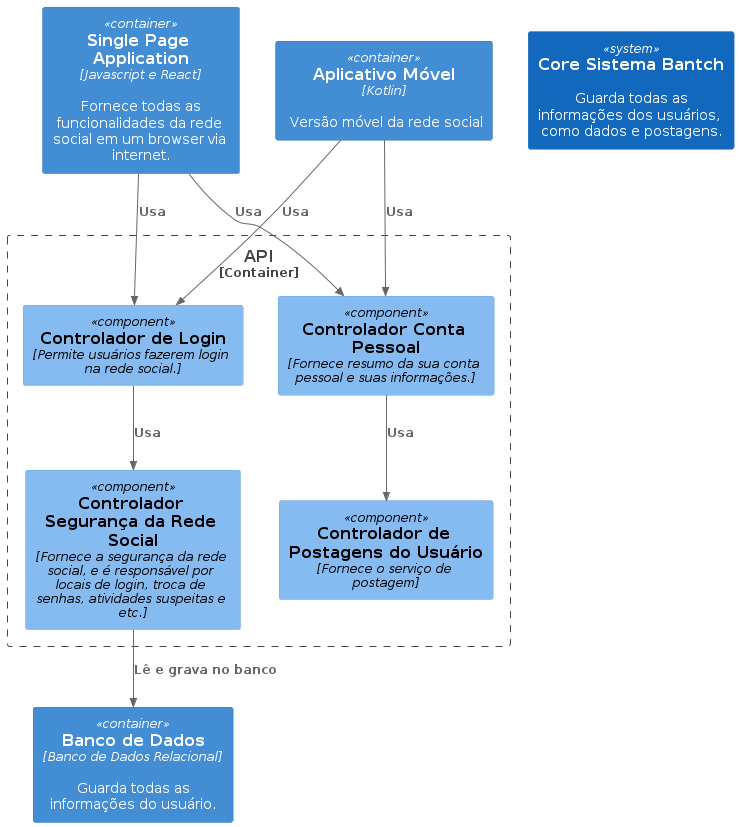 «container»
Single Page
Application
[Javascript e React]
Fornece todas as
funcionalidades da rede
social em um browser via
internet.
«container»
Aplicativo Móvel
[Kotlin]
Versão móvel da rede social
«system»
Core Sistema Bantch
Guarda todas as
informações dos usuários,
como dados e postagens.
Usa
Usa
Usa
Usa
API
[Container]
«component»
Controlador de Login
[Permite usuários fazerem login
na rede social.]
«component»
Controlador Conta
Pessoal
[Fornece resumo da sua conta
pessoal e suas informações.]
Usa
Usa
«component»
Controlador
Segurança da Rede
Social
[Fornece a segurança da rede
social, e é responsável por
locais de login, troca de
senhas, atividades suspeitas e
etc.]
«component»
Controlador de
Postagens do Usuário
[Fornece o serviço de
postagem]
Lê e grava no banco
«container»
Banco de Dados
[Banco de Dados Relacional]
Guarda todas as
informações do usuário.